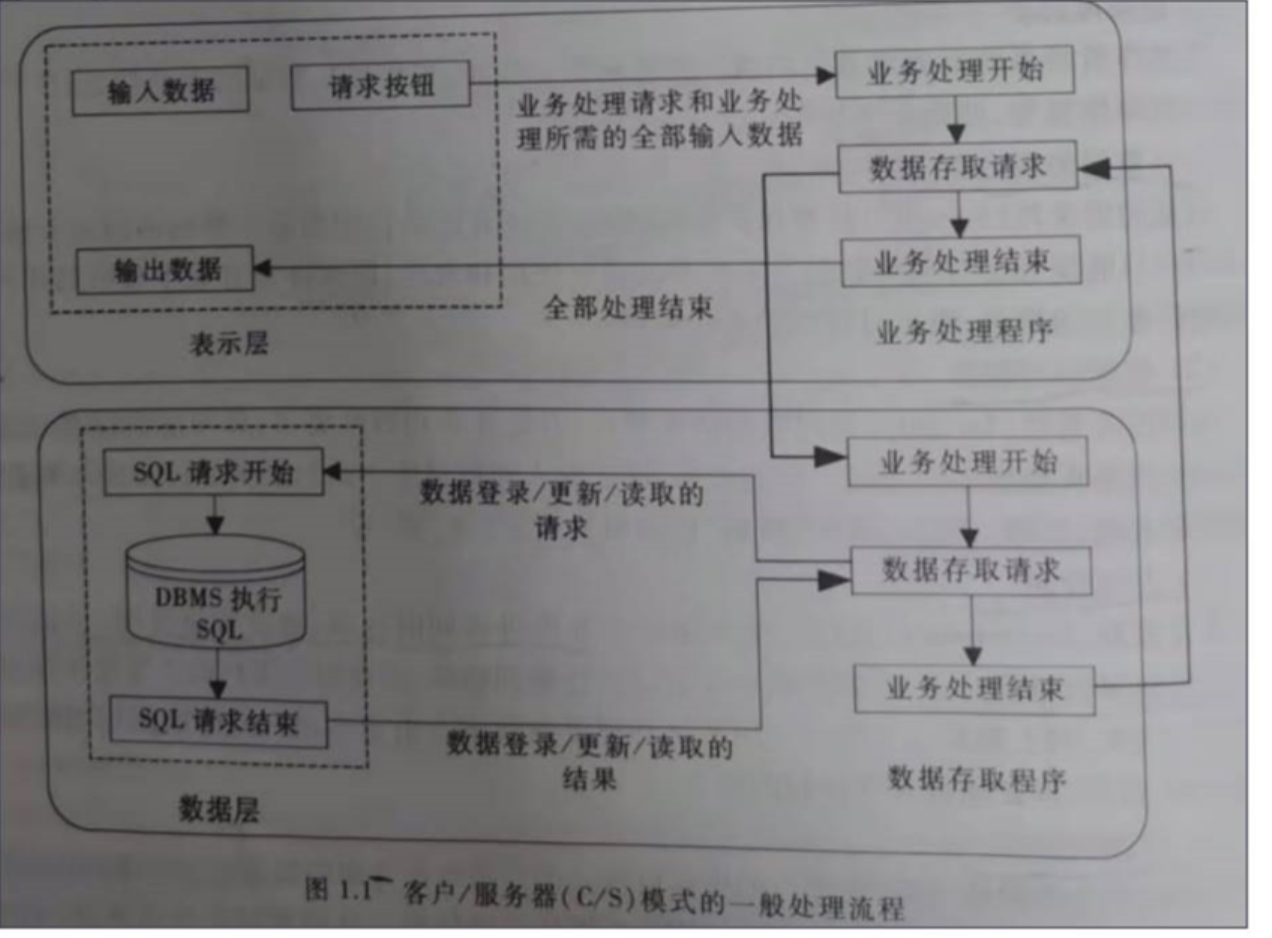 输入数据
请求按钮
业务处理请求和业务处
理所需的全部输入数据
业务处理开始
数据存取请求
业务处理结束
输出数据
全部处理结束
表示层
业务处理程序
SQL 请求开始
数据登录/更新/读取的
请求
业务处理开始
DBMS 执行
SQL
数据存取请求
SQL 请求结束
数据登录/更新/读取的
结果
业务处理结束
数据层
数据存取程序
图 1.1 客户/服务器(C/S)模式的一般处理流程